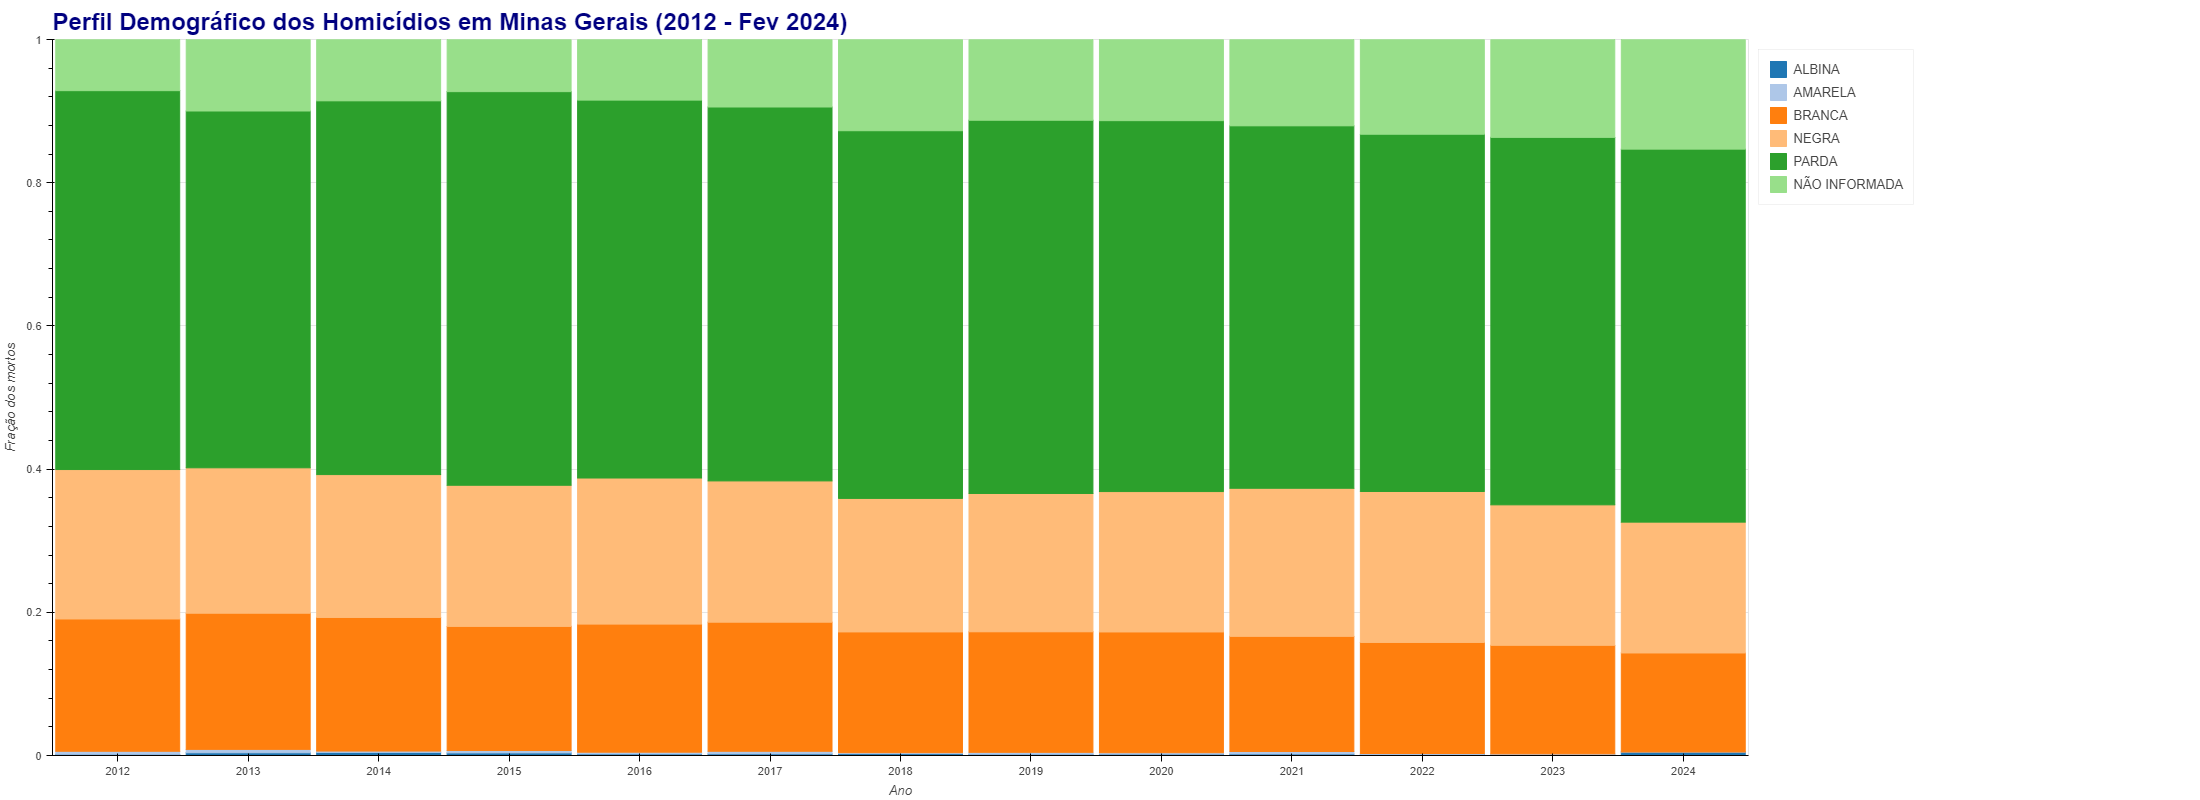 Perfil Demográfico dos Homicídios em Minas Gerais (2012 - Fev 2024)
1
0.8
0.6
0.4
0.2
0
Fração dos mortos
2012 2013 2014 2015 2016 2017 2018 2019 2020 2021 2022 2023 2024
Ano
ALBINA
AMARELA
BRANCA
NEGRA
PARDA
NÃO INFORMADA